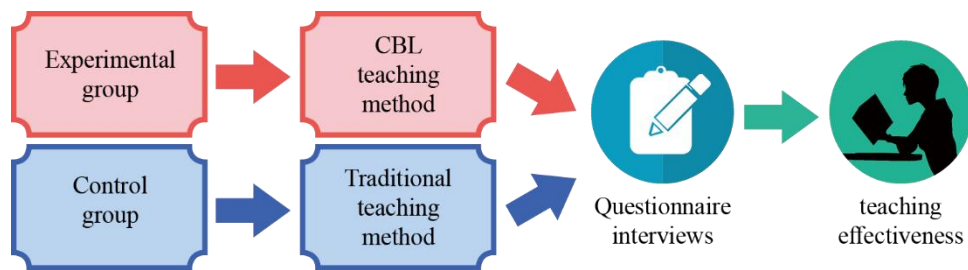 Experimental
group
CBL
teaching
method
Control
group
Traditional
teaching
method
Questionnaire
interviews
teaching
effectiveness